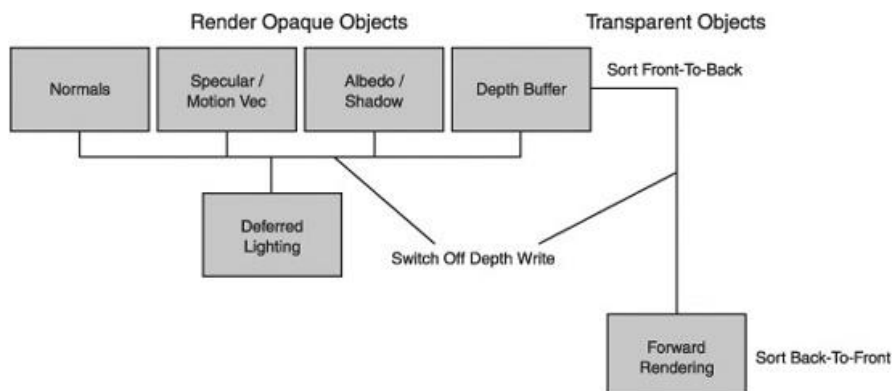 Render Opaque Objects
Transparent Objects
Normals
Specular /
Motion Vec
Albedo /
Shadow
Depth Buffer
Sort Front-To-Back
Deferred
Lighting
Switch Off Depth Write
Forward
Rendering
Sort Back-To-Front